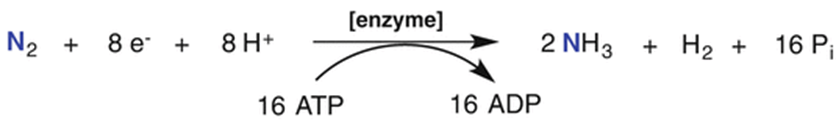 [enzyme]
N₂ + 8 e⁻ + 8 H⁺ 2 NH₃ + H₂ + 16 Pᵢ
16 ATP 16 ADP